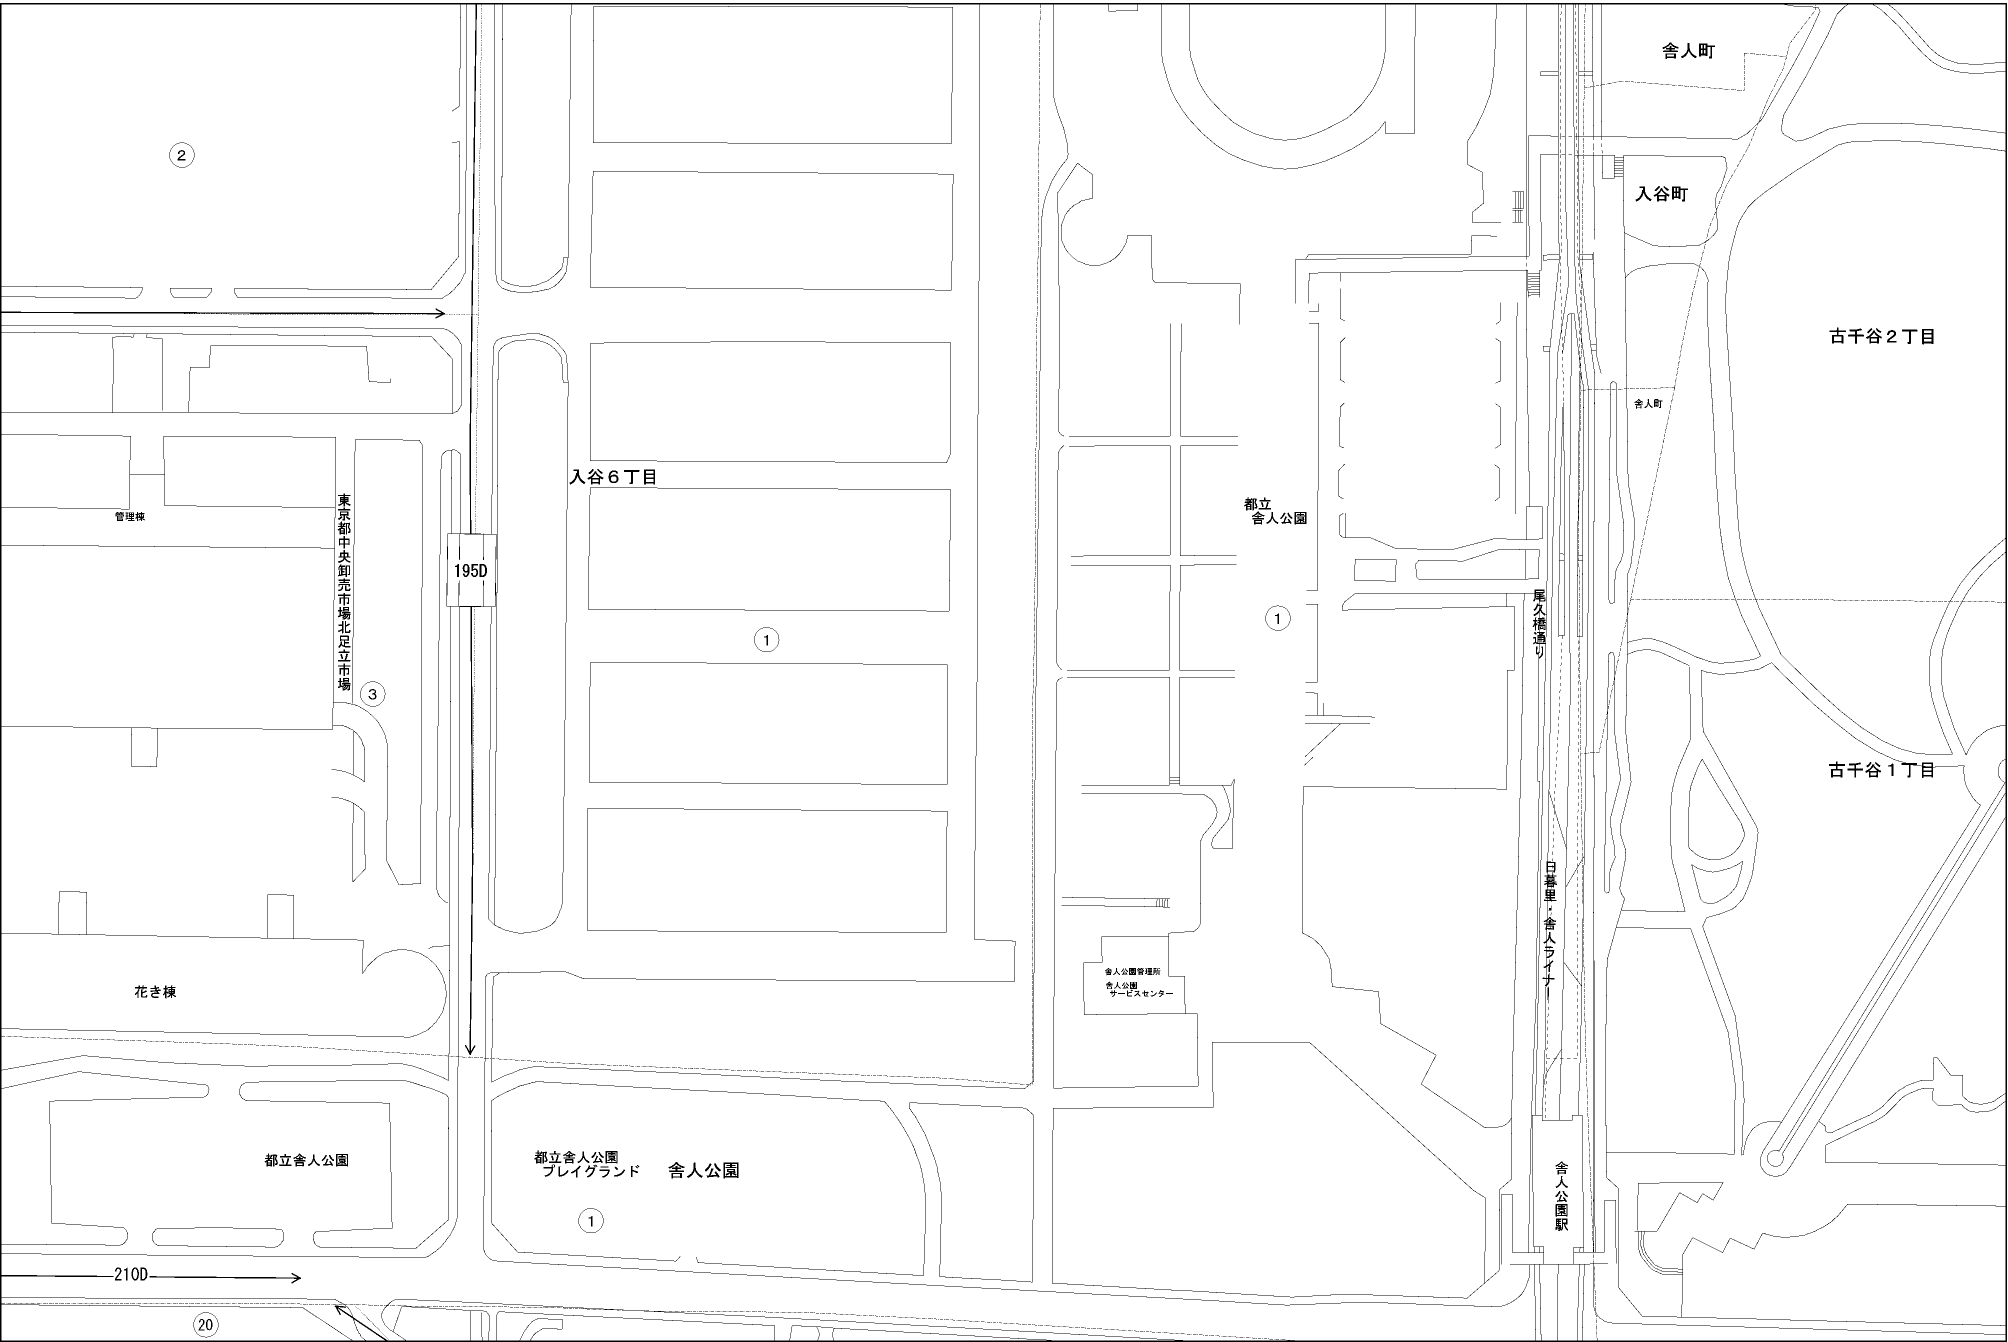 舎人町
②
入谷町
古千谷２丁目
舎人町
入谷６丁目
東京都中央卸売市場北足立市場
管理棟
都立
舎人公園
195D
尾久橋通り
①
①
③
古千谷１丁目
日暮里・舎人ライナー
舎人公園管理所
舎人公園
サービスセンター
花き棟
都立舎人公園
都立舎人公園
プレイグランド
舎人公園
舎人公園駅
①
210D
⑳